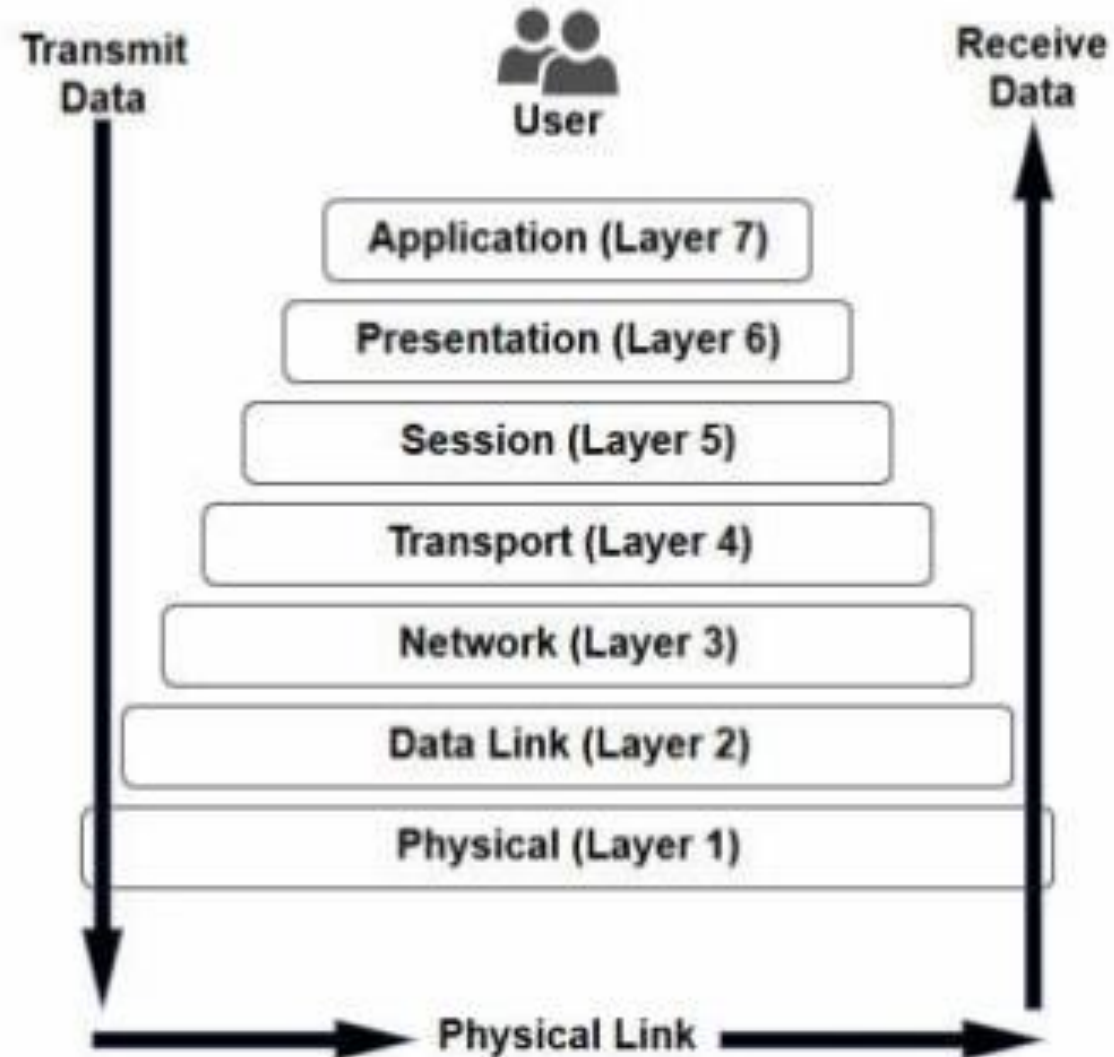 Transmit
Data
User
Receive
Data
Application (Layer 7)
Presentation (Layer 6)
Session (Layer 5)
Transport (Layer 4)
Network (Layer 3)
Data Link (Layer 2)
Physical (Layer 1)
Physical Link